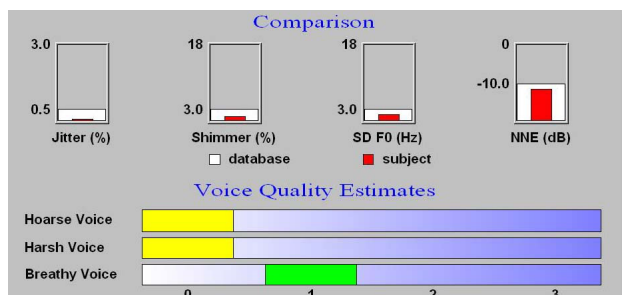 Comparison
3.0 18 18 0
0.5 3.0 3.0 -10.0
Jitter (%) Shimmer (%) SD F0 (Hz) NNE (dB)
database subject
Voice Quality Estimates
Hoarse Voice
Harsh Voice
Breathy Voice
0 1 2 3